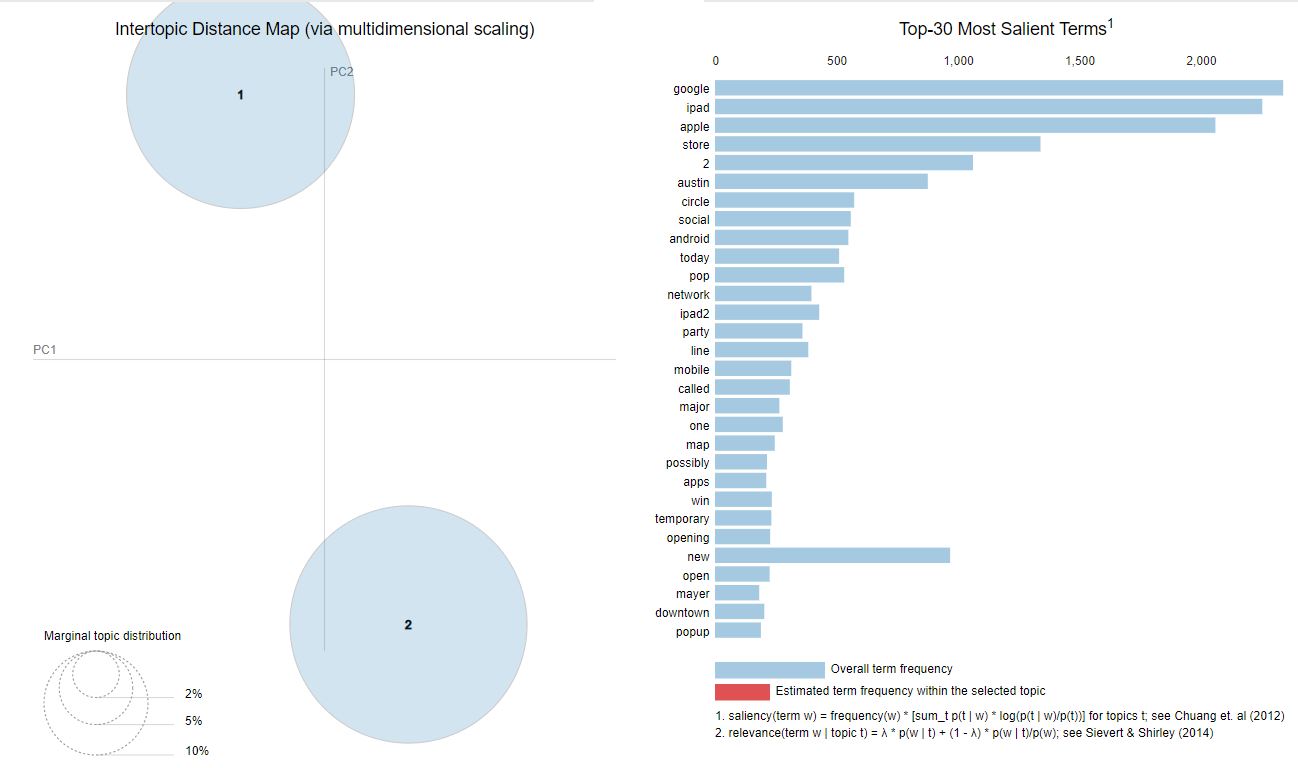 Intertopic Distance Map (via multidimensional scaling)
PC2
1
PC1
2
Marginal topic distribution
2%
5%
10%
Top-30 Most Salient Terms1
0 500 1,000 1,500 2,000
google
ipad
apple
store
2
austin
circle
social
android
today
pop
network
ipad2
party
line
mobile
called
major
one
map
possibly
apps
win
temporary
opening
new
open
mayer
downtown
popup
Overall term frequency
Estimated term frequency within the selected topic
1. saliency(term w) = frequency(w) * [sum_t p(t | w) * log(p(t | w)/p(t))] for topics t; see Chuang et. al (2012)
2. relevance(term w | topic t) = λ * p(w | t) + (1 - λ) * p(w | t)/p(w); see Sievert & Shirley (2014)